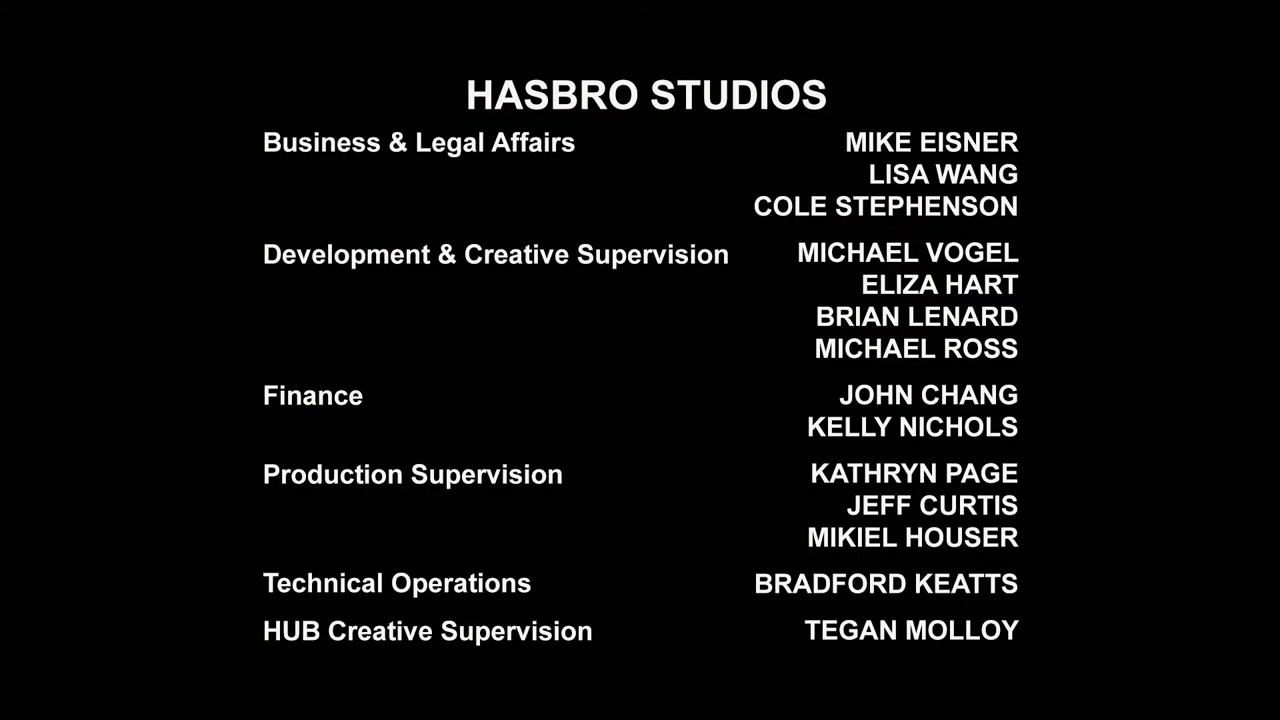 HASBRO STUDIOS
Business & Legal Affairs MIKE EISNER
LISA WANG
COLE STEPHENSON
Development & Creative Supervision MICHAEL VOGEL
ELIZA HART
BRIAN LENARD
MICHAEL ROSS
Finance JOHN CHANG
KELLY NICHOLS
Production Supervision KATHRYN PAGE
JEFF CURTIS
MIKIEL HOUSER
Technical Operations BRADFORD KEATTS
HUB Creative Supervision TEGAN MOLLOY